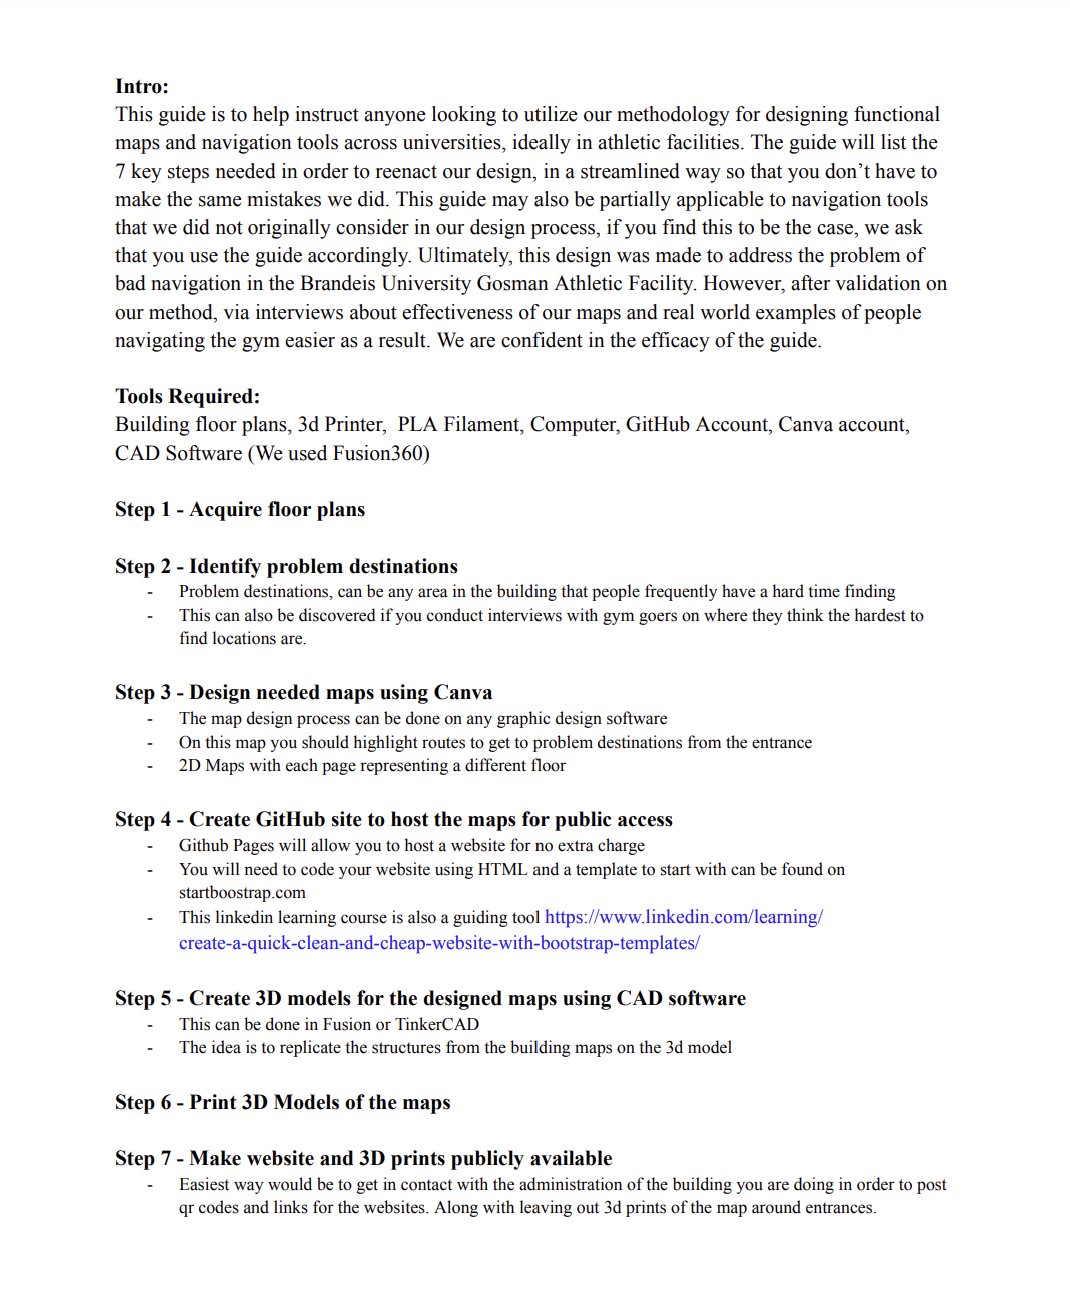 Intro:
This guide is to help instruct anyone looking to utilize our methodology for designing functional
maps and navigation tools across universities, ideally in athletic facilities. The guide will list the
7 key steps needed in order to reenact our design, in a streamlined way so that you don’t have to
make the same mistakes we did. This guide may also be partially applicable to navigation tools
that we did not originally consider in our design process, if you find this to be the case, we ask
that you use the guide accordingly. Ultimately, this design was made to address the problem of
bad navigation in the Brandeis University Gosman Athletic Facility. However, after validation on
our method, via interviews about effectiveness of our maps and real world examples of people
navigating the gym easier as a result. We are confident in the efficacy of the guide.
Tools Required:
Building floor plans, 3d Printer,  PLA Filament, Computer, GitHub Account, Canva account,
CAD Software (We used Fusion360)
Step 1 - Acquire floor plans
Step 2 - Identify problem destinations
- Problem destinations, can be any area in the building that people frequently have a hard time finding
- This can also be discovered if you conduct interviews with gym goers on where they think the hardest to
find locations are.
Step 3 - Design needed maps using Canva
- The map design process can be done on any graphic design software
- On this map you should highlight routes to get to problem destinations from the entrance
- 2D Maps with each page representing a different floor
Step 4 - Create GitHub site to host the maps for public access
- Github Pages will allow you to host a website for no extra charge
- You will need to code your website using HTML and a template to start with can be found on
startboostrap.com
- This linkedin learning course is also a guiding tool https://www.linkedin.com/learning/
create-a-quick-clean-and-cheap-website-with-bootstrap-templates/
Step 5 - Create 3D models for the designed maps using CAD software
- This can be done in Fusion or TinkerCAD
- The idea is to replicate the structures from the building maps on the 3d model
Step 6 - Print 3D Models of the maps
Step 7 - Make website and 3D prints publicly available
- Easiest way would be to get in contact with the administration of the building you are doing in order to post
qr codes and links for the websites. Along with leaving out 3d prints of the map around entrances.